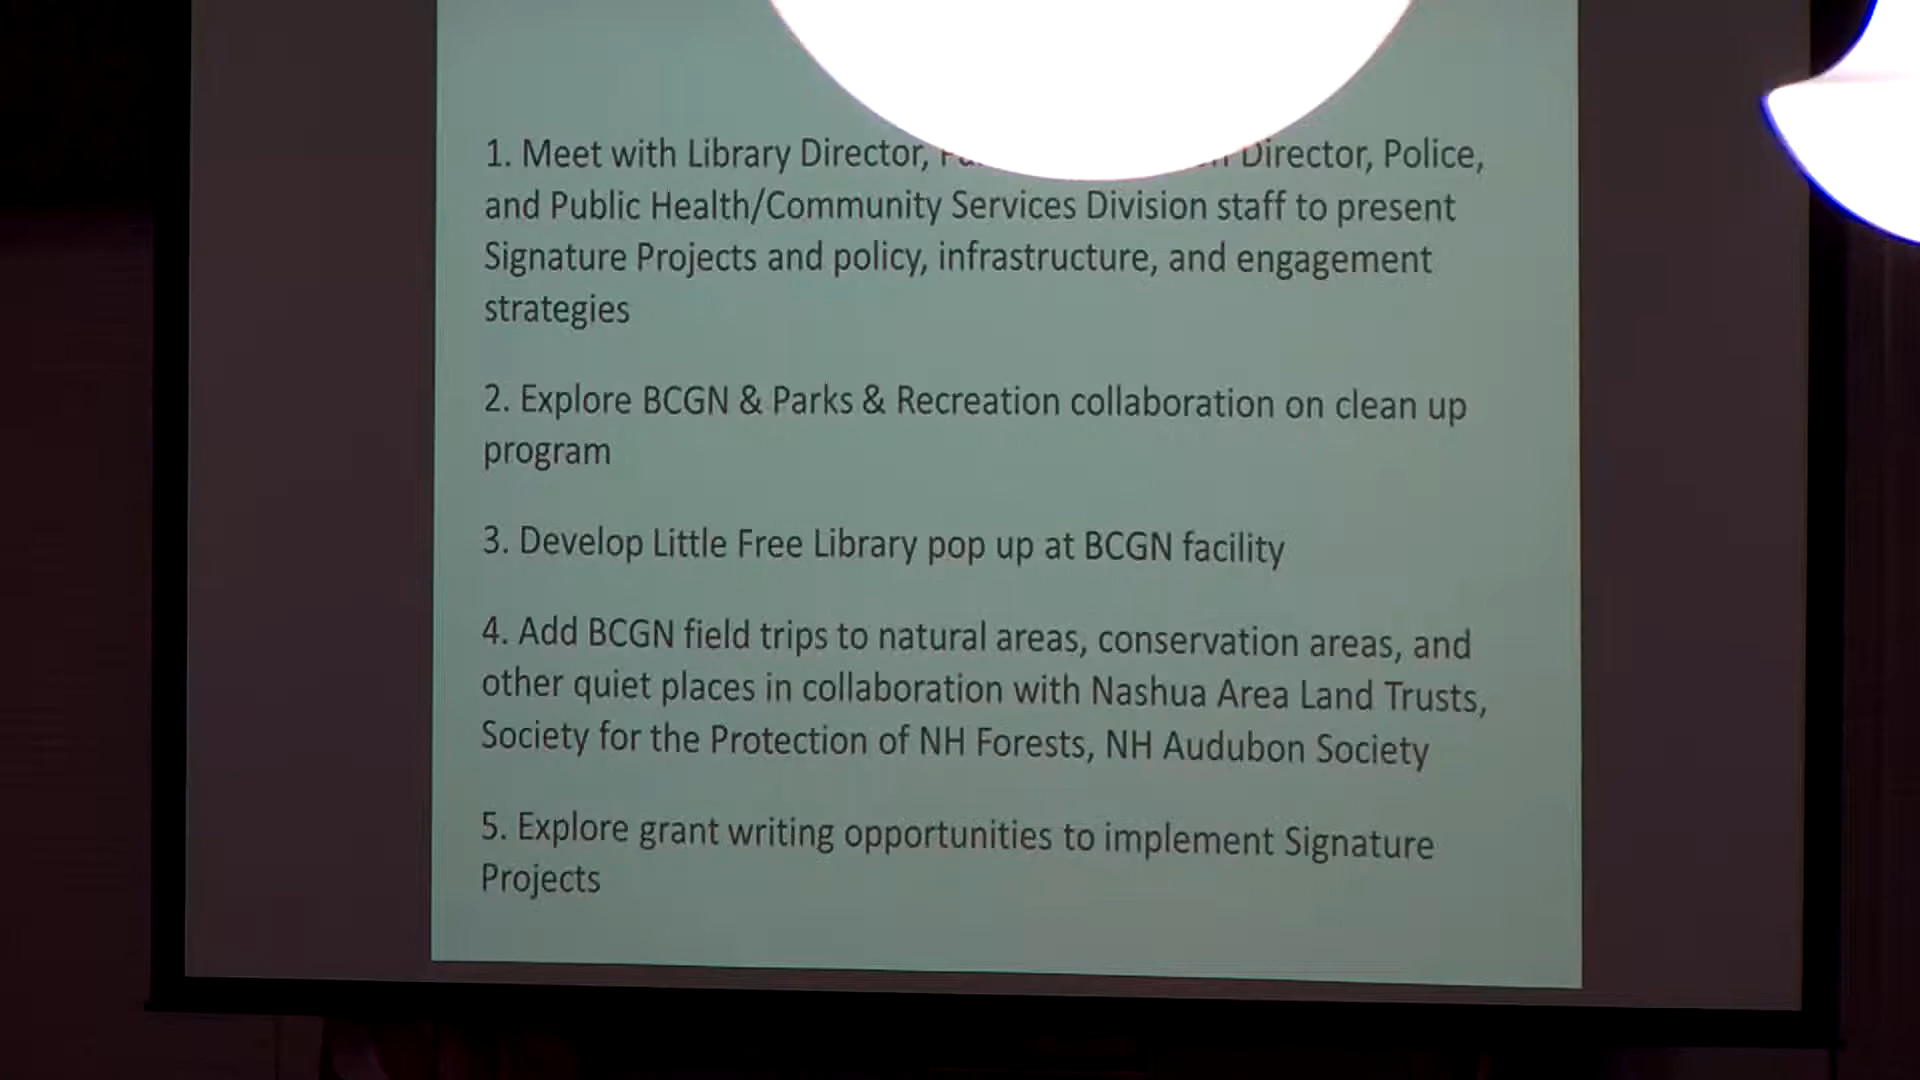 1. Meet with Library Director, Director, Police,
and Public Health/Community Services Division staff to present
Signature Projects and policy, infrastructure, and engagement
strategies
2. Explore BCGN & Parks & Recreation collaboration on clean up
program
3. Develop Little Free Library pop up at BCGN facility
4. Add BCGN field trips to natural areas, conservation areas, and
other quiet places in collaboration with Nashua Area Land Trusts,
Society for the Protection of NH Forests, NH Audubon Society
5. Explore grant writing opportunities to implement Signature
Projects